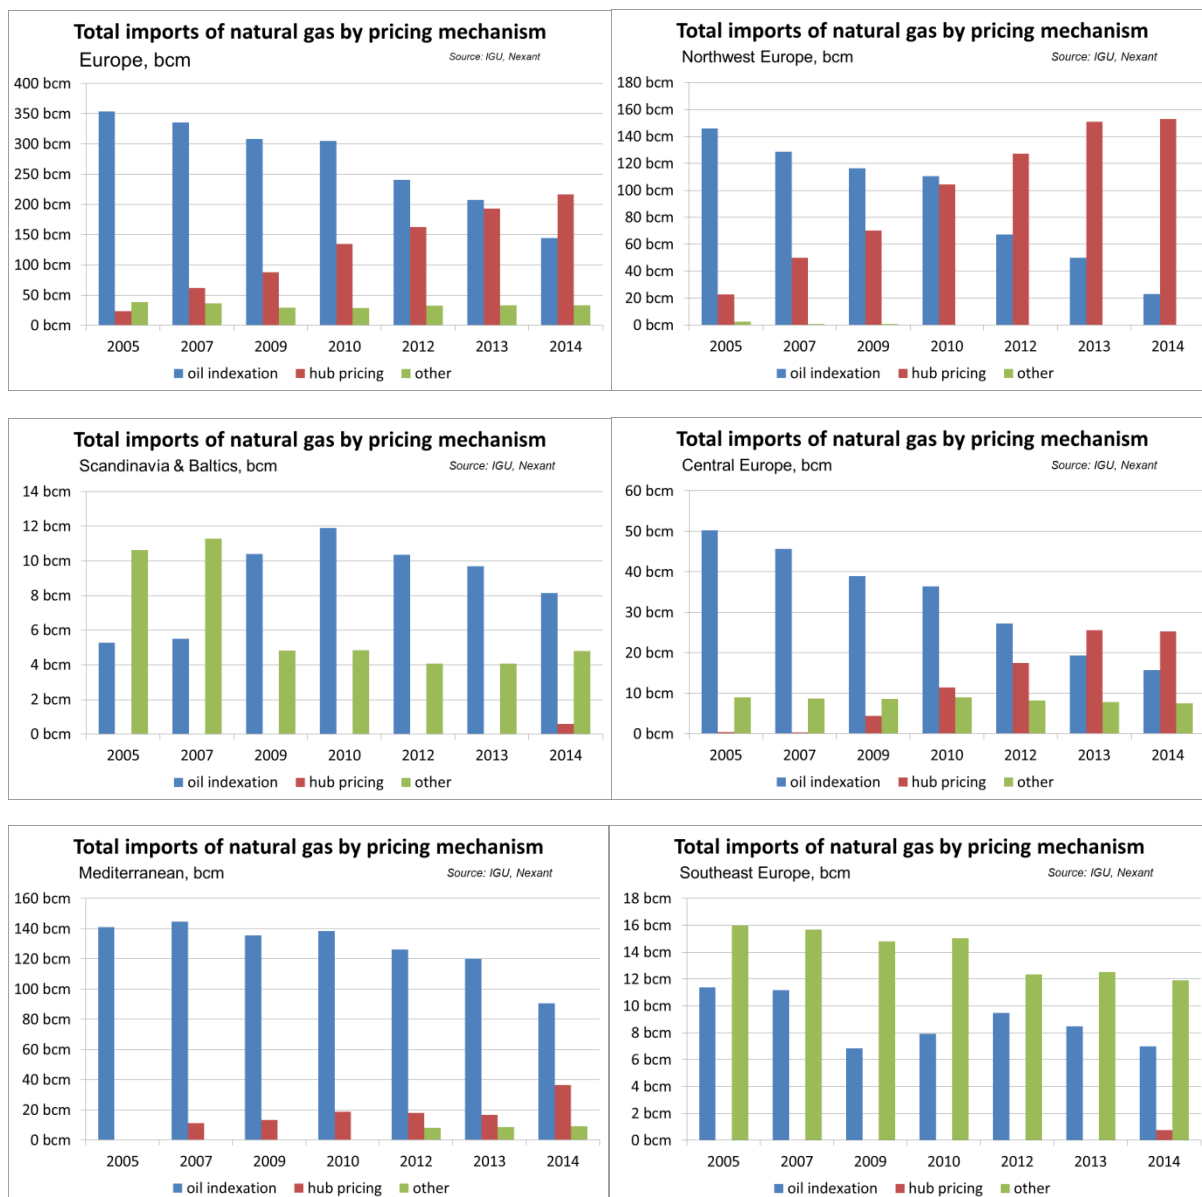 Total imports of natural gas by pricing mechanism
Europe, bcm
Source: IGU, Nexant
400 bcm
350 bcm
300 bcm
250 bcm
200 bcm
150 bcm
100 bcm
50 bcm
0 bcm
2005 2007 2009 2010 2012 2013 2014
oil indexation hub pricing other
Total imports of natural gas by pricing mechanism
Northwest Europe, bcm
Source: IGU, Nexant
180 bcm
160 bcm
140 bcm
120 bcm
100 bcm
80 bcm
60 bcm
40 bcm
20 bcm
0 bcm
2005 2007 2009 2010 2012 2013 2014
oil indexation hub pricing other
Total imports of natural gas by pricing mechanism
Scandinavia & Baltics, bcm
Source: IGU, Nexant
14 bcm
12 bcm
10 bcm
8 bcm
6 bcm
4 bcm
2 bcm
0 bcm
2005 2007 2009 2010 2012 2013 2014
oil indexation hub pricing other
Total imports of natural gas by pricing mechanism
Central Europe, bcm
Source: IGU, Nexant
60 bcm
50 bcm
40 bcm
30 bcm
20 bcm
10 bcm
0 bcm
2005 2007 2009 2010 2012 2013 2014
oil indexation hub pricing other
Total imports of natural gas by pricing mechanism
Mediterranean, bcm
Source: IGU, Nexant
160 bcm
140 bcm
120 bcm
100 bcm
80 bcm
60 bcm
40 bcm
20 bcm
0 bcm
2005 2007 2009 2010 2012 2013 2014
oil indexation hub pricing other
Total imports of natural gas by pricing mechanism
Southeast Europe, bcm
Source: IGU, Nexant
18 bcm
16 bcm
14 bcm
12 bcm
10 bcm
8 bcm
6 bcm
4 bcm
2 bcm
0 bcm
2005 2007 2009 2010 2012 2013 2014
oil indexation hub pricing other